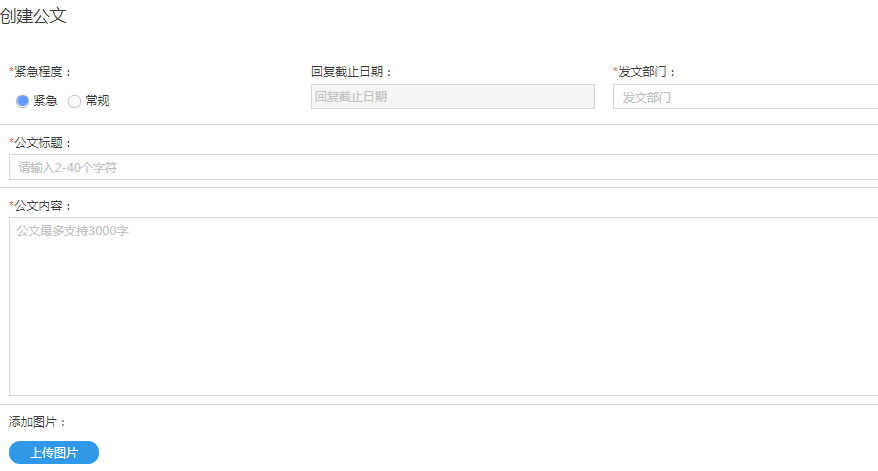 创建公文
*紧急程度： 回复截止日期： *发文部门：
紧急 常规 回复截止日期 发文部门
*公文标题：
请输入2-40个字符
*公文内容：
公文最多支持3000字
添加图片：
上传图片